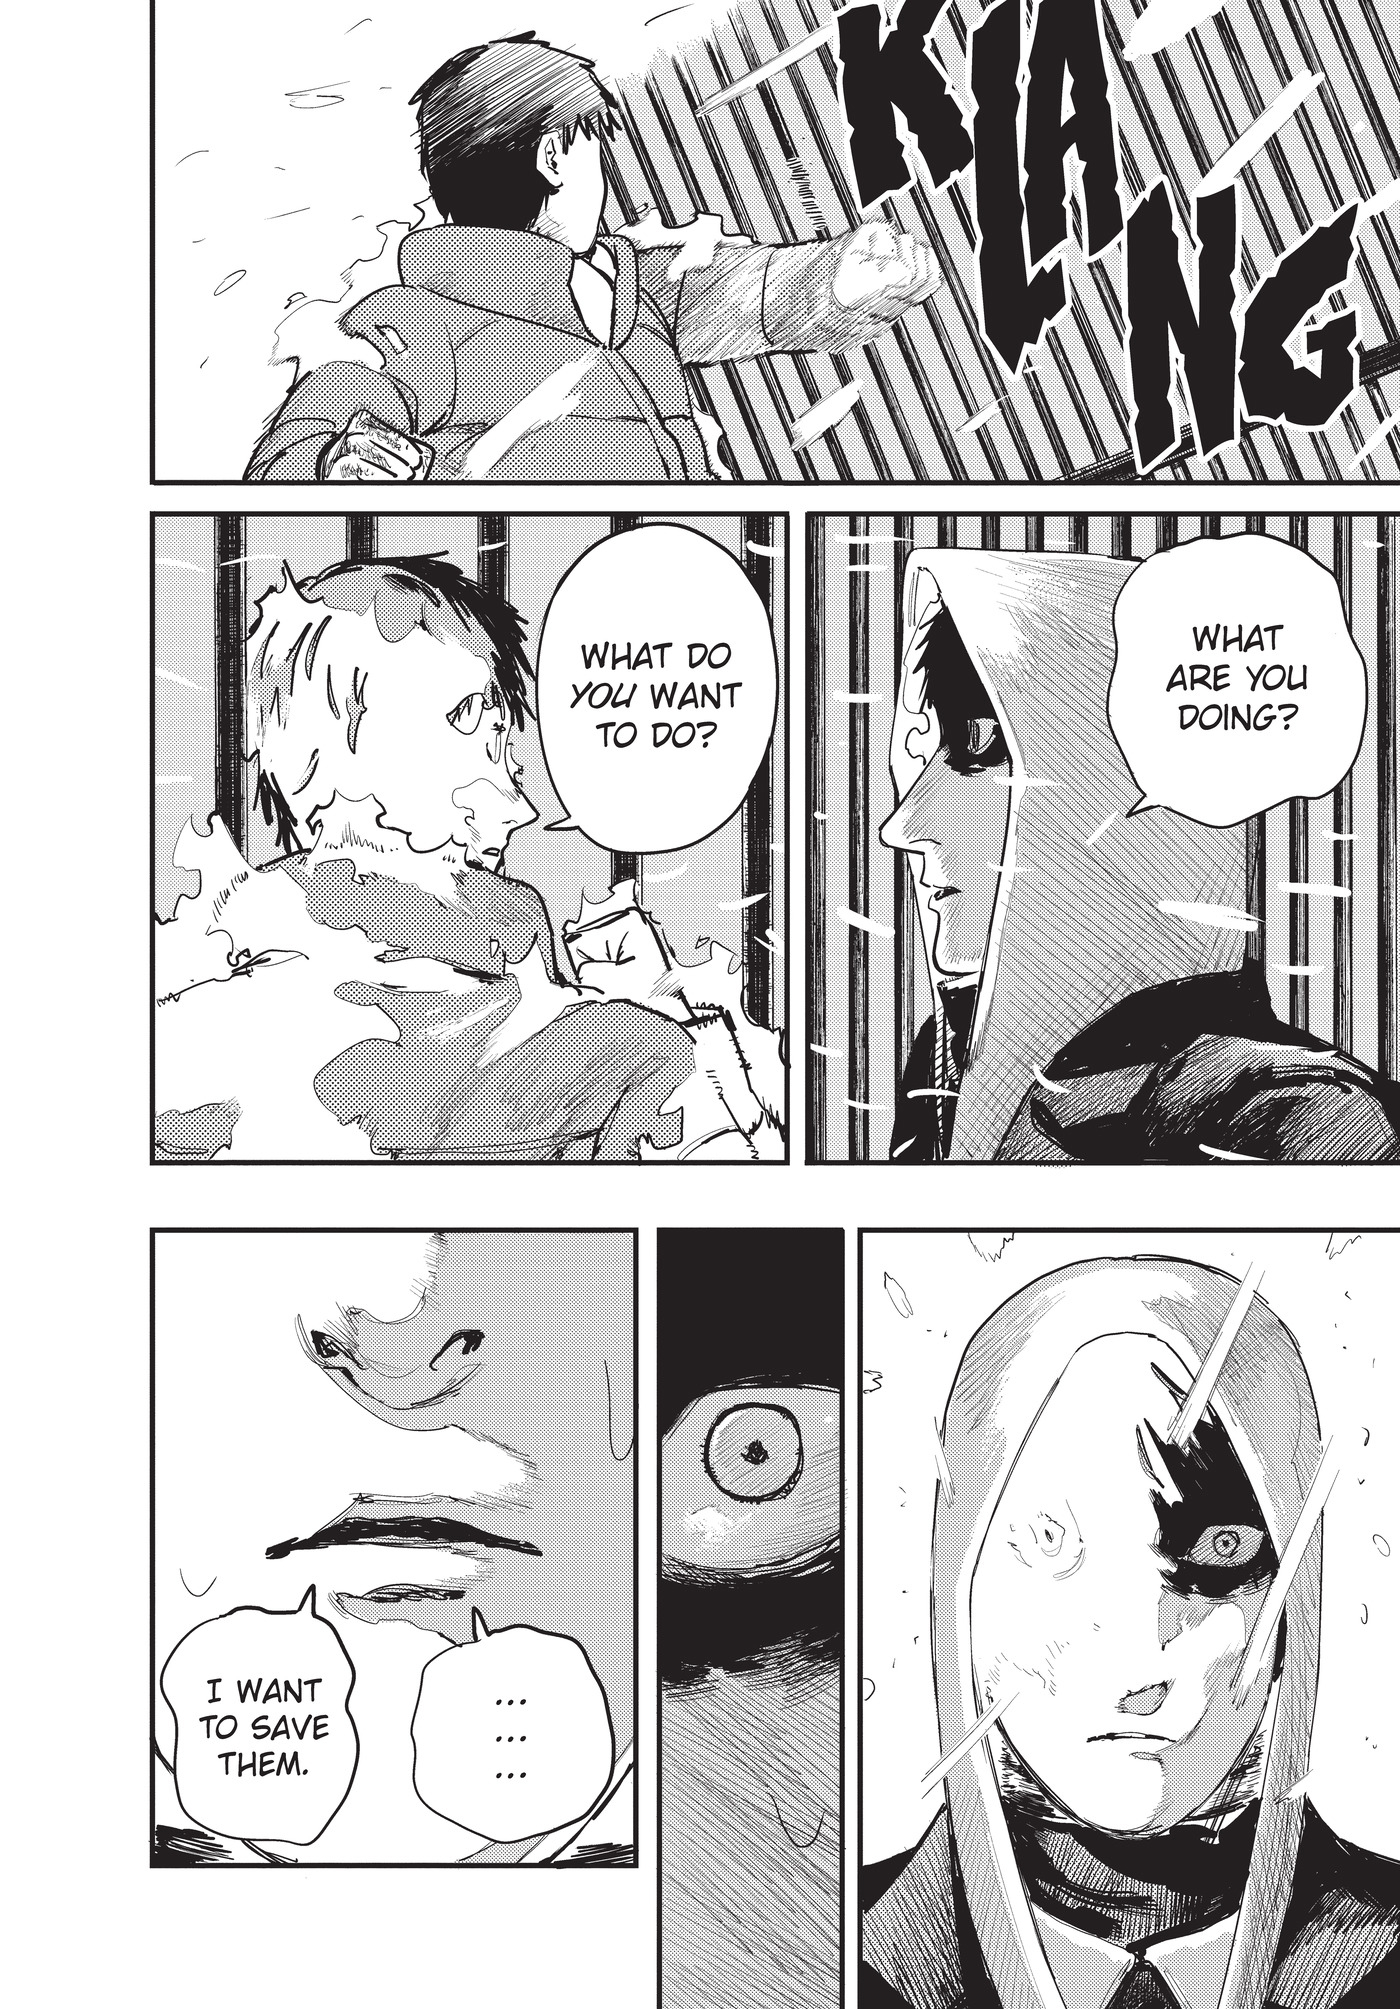 KLANG
WHAT
ARE YOU
DOING?
WHAT DO
YOU WANT
TO DO?
...
...
...
I WANT
TO SAVE
THEM.